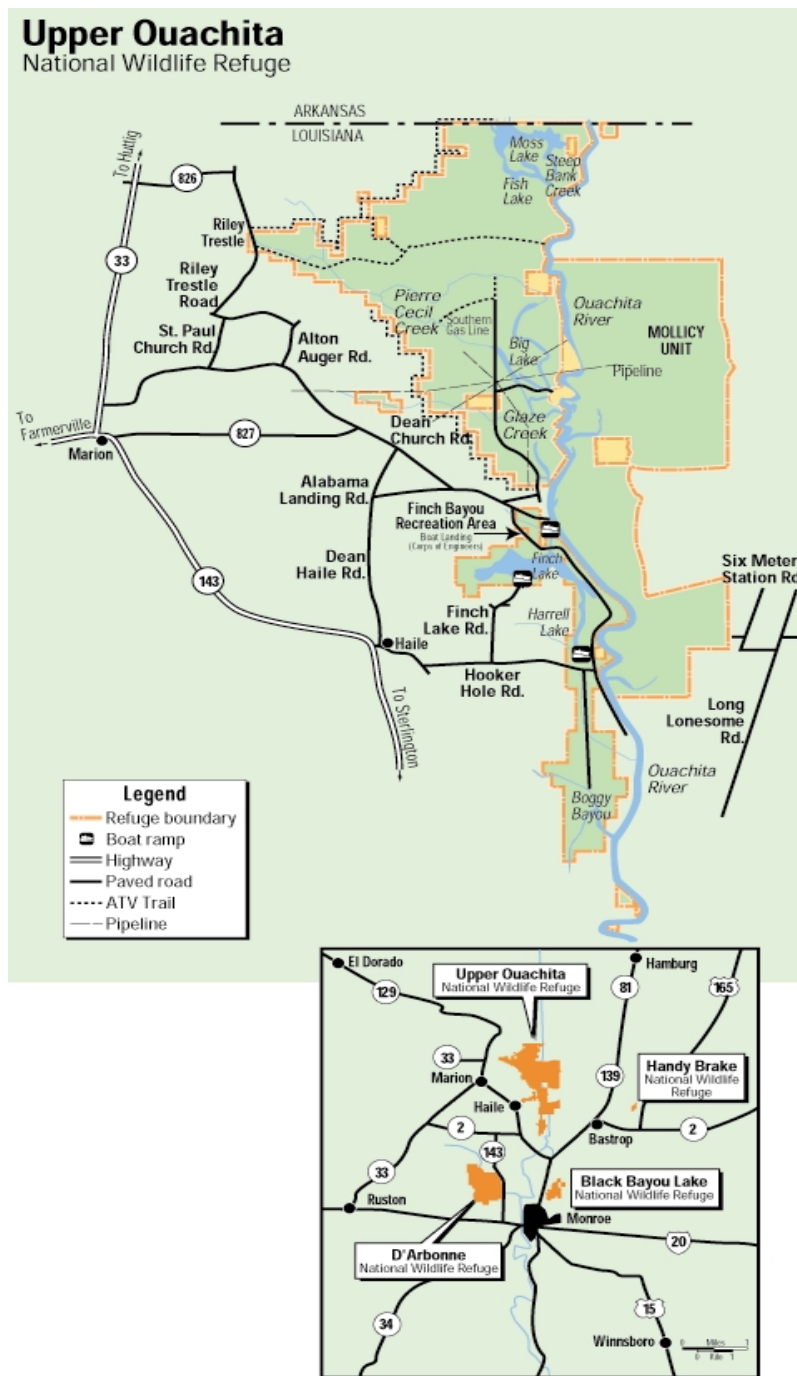 Upper Ouachita
National Wildlife Refuge
ARKANSAS
LOUISIANA
To Huttig
826
Moss
Lake
Steep
Bank
Creek
Fish
Lake
Riley
Trestle
33
Riley
Trestle
Road
Pierre
Cecil
Creek
Southern
Gas Line
Ouachita
River
St. Paul
Church Rd.
Alton
Auger Rd.
Big
Lake
MOLLICY
UNIT
Pipeline
To
Farmerville
Marion
827
Dean
Church Rd.
Glaze
Creek
Alabama
Landing Rd.
Finch Bayou
Recreation Area
Boat Landing
(Corps of Engineers)
Dean
Haile Rd.
Finch
Lake
Six Meter
Station Rd
143
Finch
Lake Rd.
Harrell
Lake
Haile
Hooker
Hole Rd.
To Sterlington
Long
Lonesome
Rd.
Ouachita
River
Boggy
Bayou
Legend
Refuge boundary
Boat ramp
Highway
Paved road
ATV Trail
Pipeline
El Dorado
129
Upper Ouachita
National Wildlife Refuge
Hamburg
81
165
33
Marion
Haile
139
Handy Brake
National Wildlife
Refuge
2
Bastrop
2
143
33
Ruston
Black Bayou Lake
National Wildlife Refuge
Monroe
D'Arbonne
National Wildlife Refuge
20
34
15
Winnsboro
0 Miles 1
0 Kilo 1